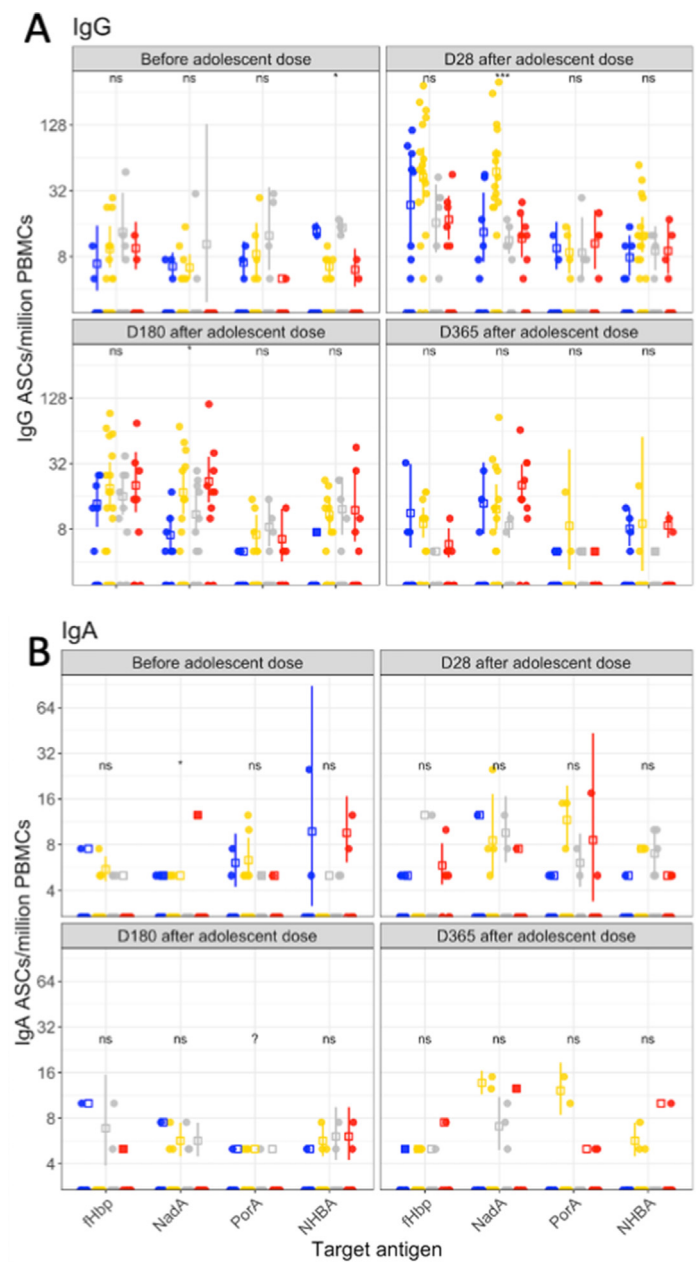 A IgG
Before adolescent dose D28 after adolescent dose
ns ns ns * ns *** ns ns
128
32
8
D180 after adolescent dose D365 after adolescent dose
ns * ns ns ns ns ns ns
128
32
8
IgG ASCs/million PBMCs
B IgA
Before adolescent dose D28 after adolescent dose
64
32
ns * ns ns ns ns ns ns
16
8
4
D180 after adolescent dose D365 after adolescent dose
64
32
ns ns ? ns ns ns ns ns
16
8
4
IgA ASCs/million PBMCs
fHbp NadA PorA NHBA fHbp NadA PorA NHBA
Target antigen